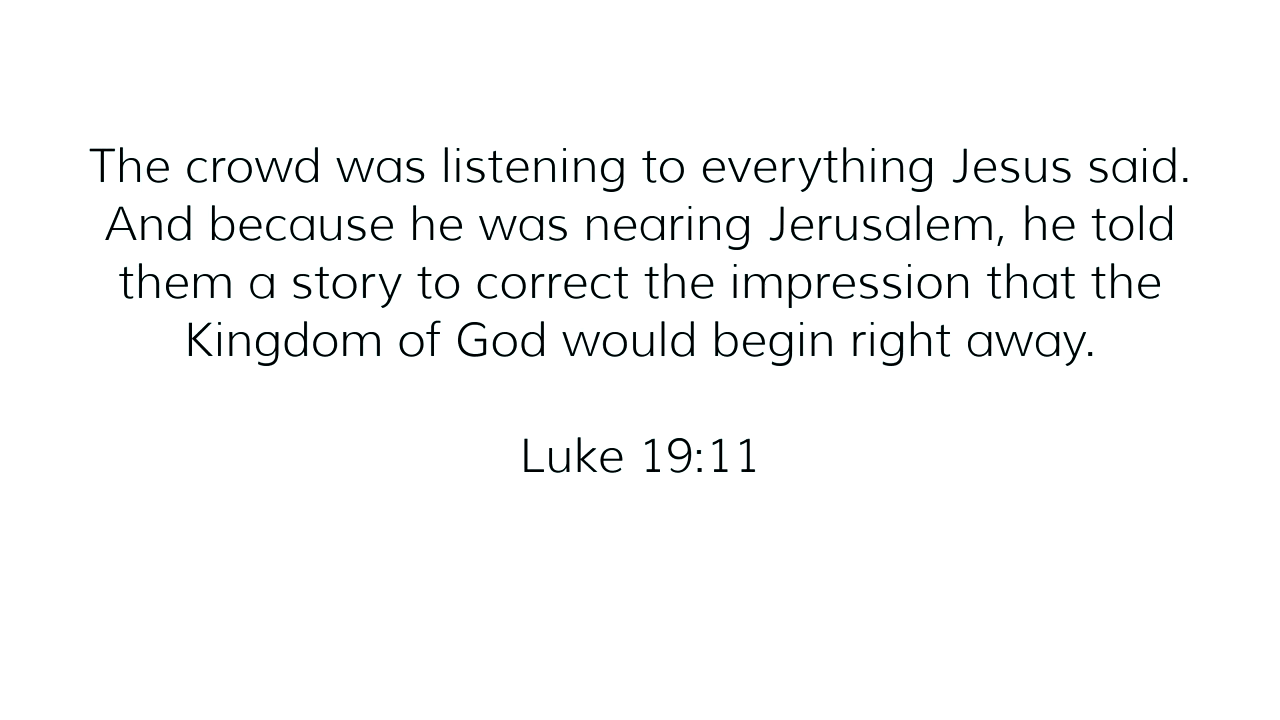 The crowd was listening to everything Jesus said.
And because he was nearing Jerusalem, he told
them a story to correct the impression that the
Kingdom of God would begin right away.
Luke 19:11